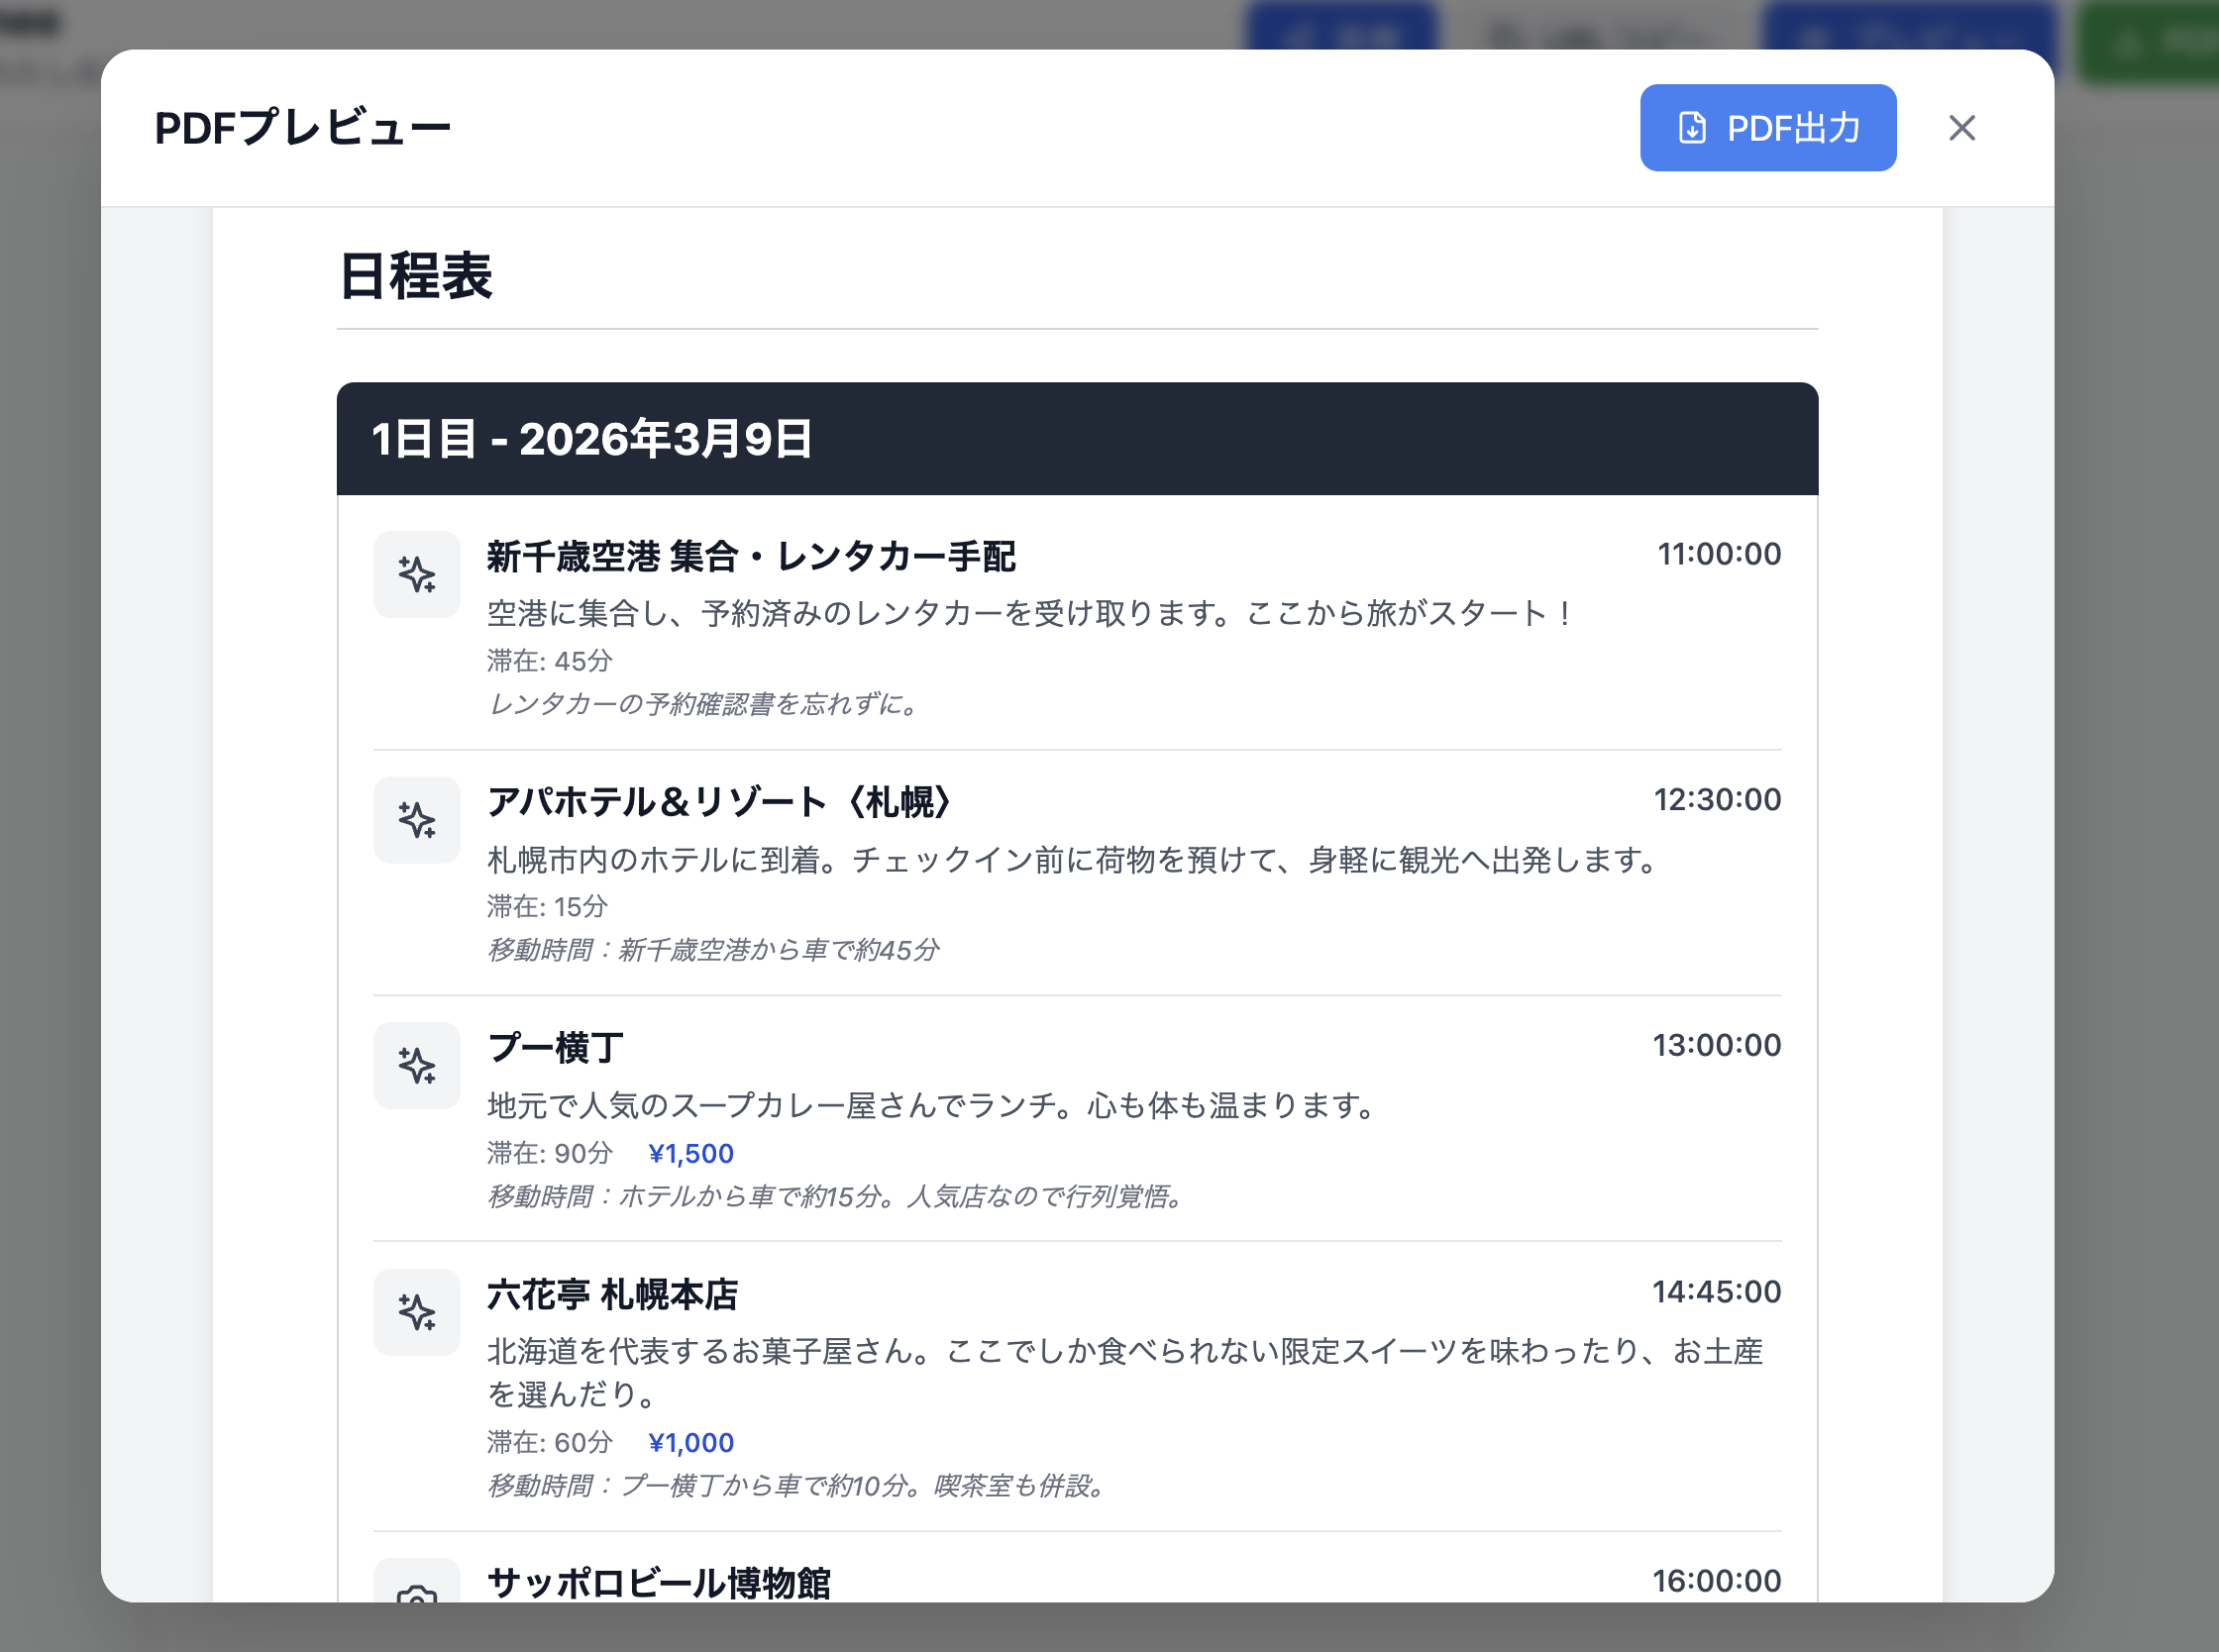 PDFプレビュー
PDF出力
日程表
1日目 - 2026年3月9日
新千歳空港 集合・レンタカー手配
11:00:00
空港に集合し、予約済みのレンタカーを受け取ります。ここから旅がスタート！
滞在: 45分
レンタカーの予約確認書を忘れずに。
アパホテル＆リゾート〈札幌〉
12:30:00
札幌市内のホテルに到着。チェックイン前に荷物を預けて、身軽に観光へ出発します。
滞在: 15分
移動時間：新千歳空港から車で約45分
プー横丁
13:00:00
地元で人気のスープカレー屋さんでランチ。心も体も温まります。
滞在: 90分 ¥1,500
移動時間：ホテルから車で約15分。人気店なので行列覚悟。
六花亭 札幌本店
14:45:00
北海道を代表するお菓子屋さん。ここでしか食べられない限定スイーツを味わったり、お土産
を選んだり。
滞在: 60分 ¥1,000
移動時間：プー横丁から車で約10分。喫茶室も併設。
サッポロビール博物館
16:00:00